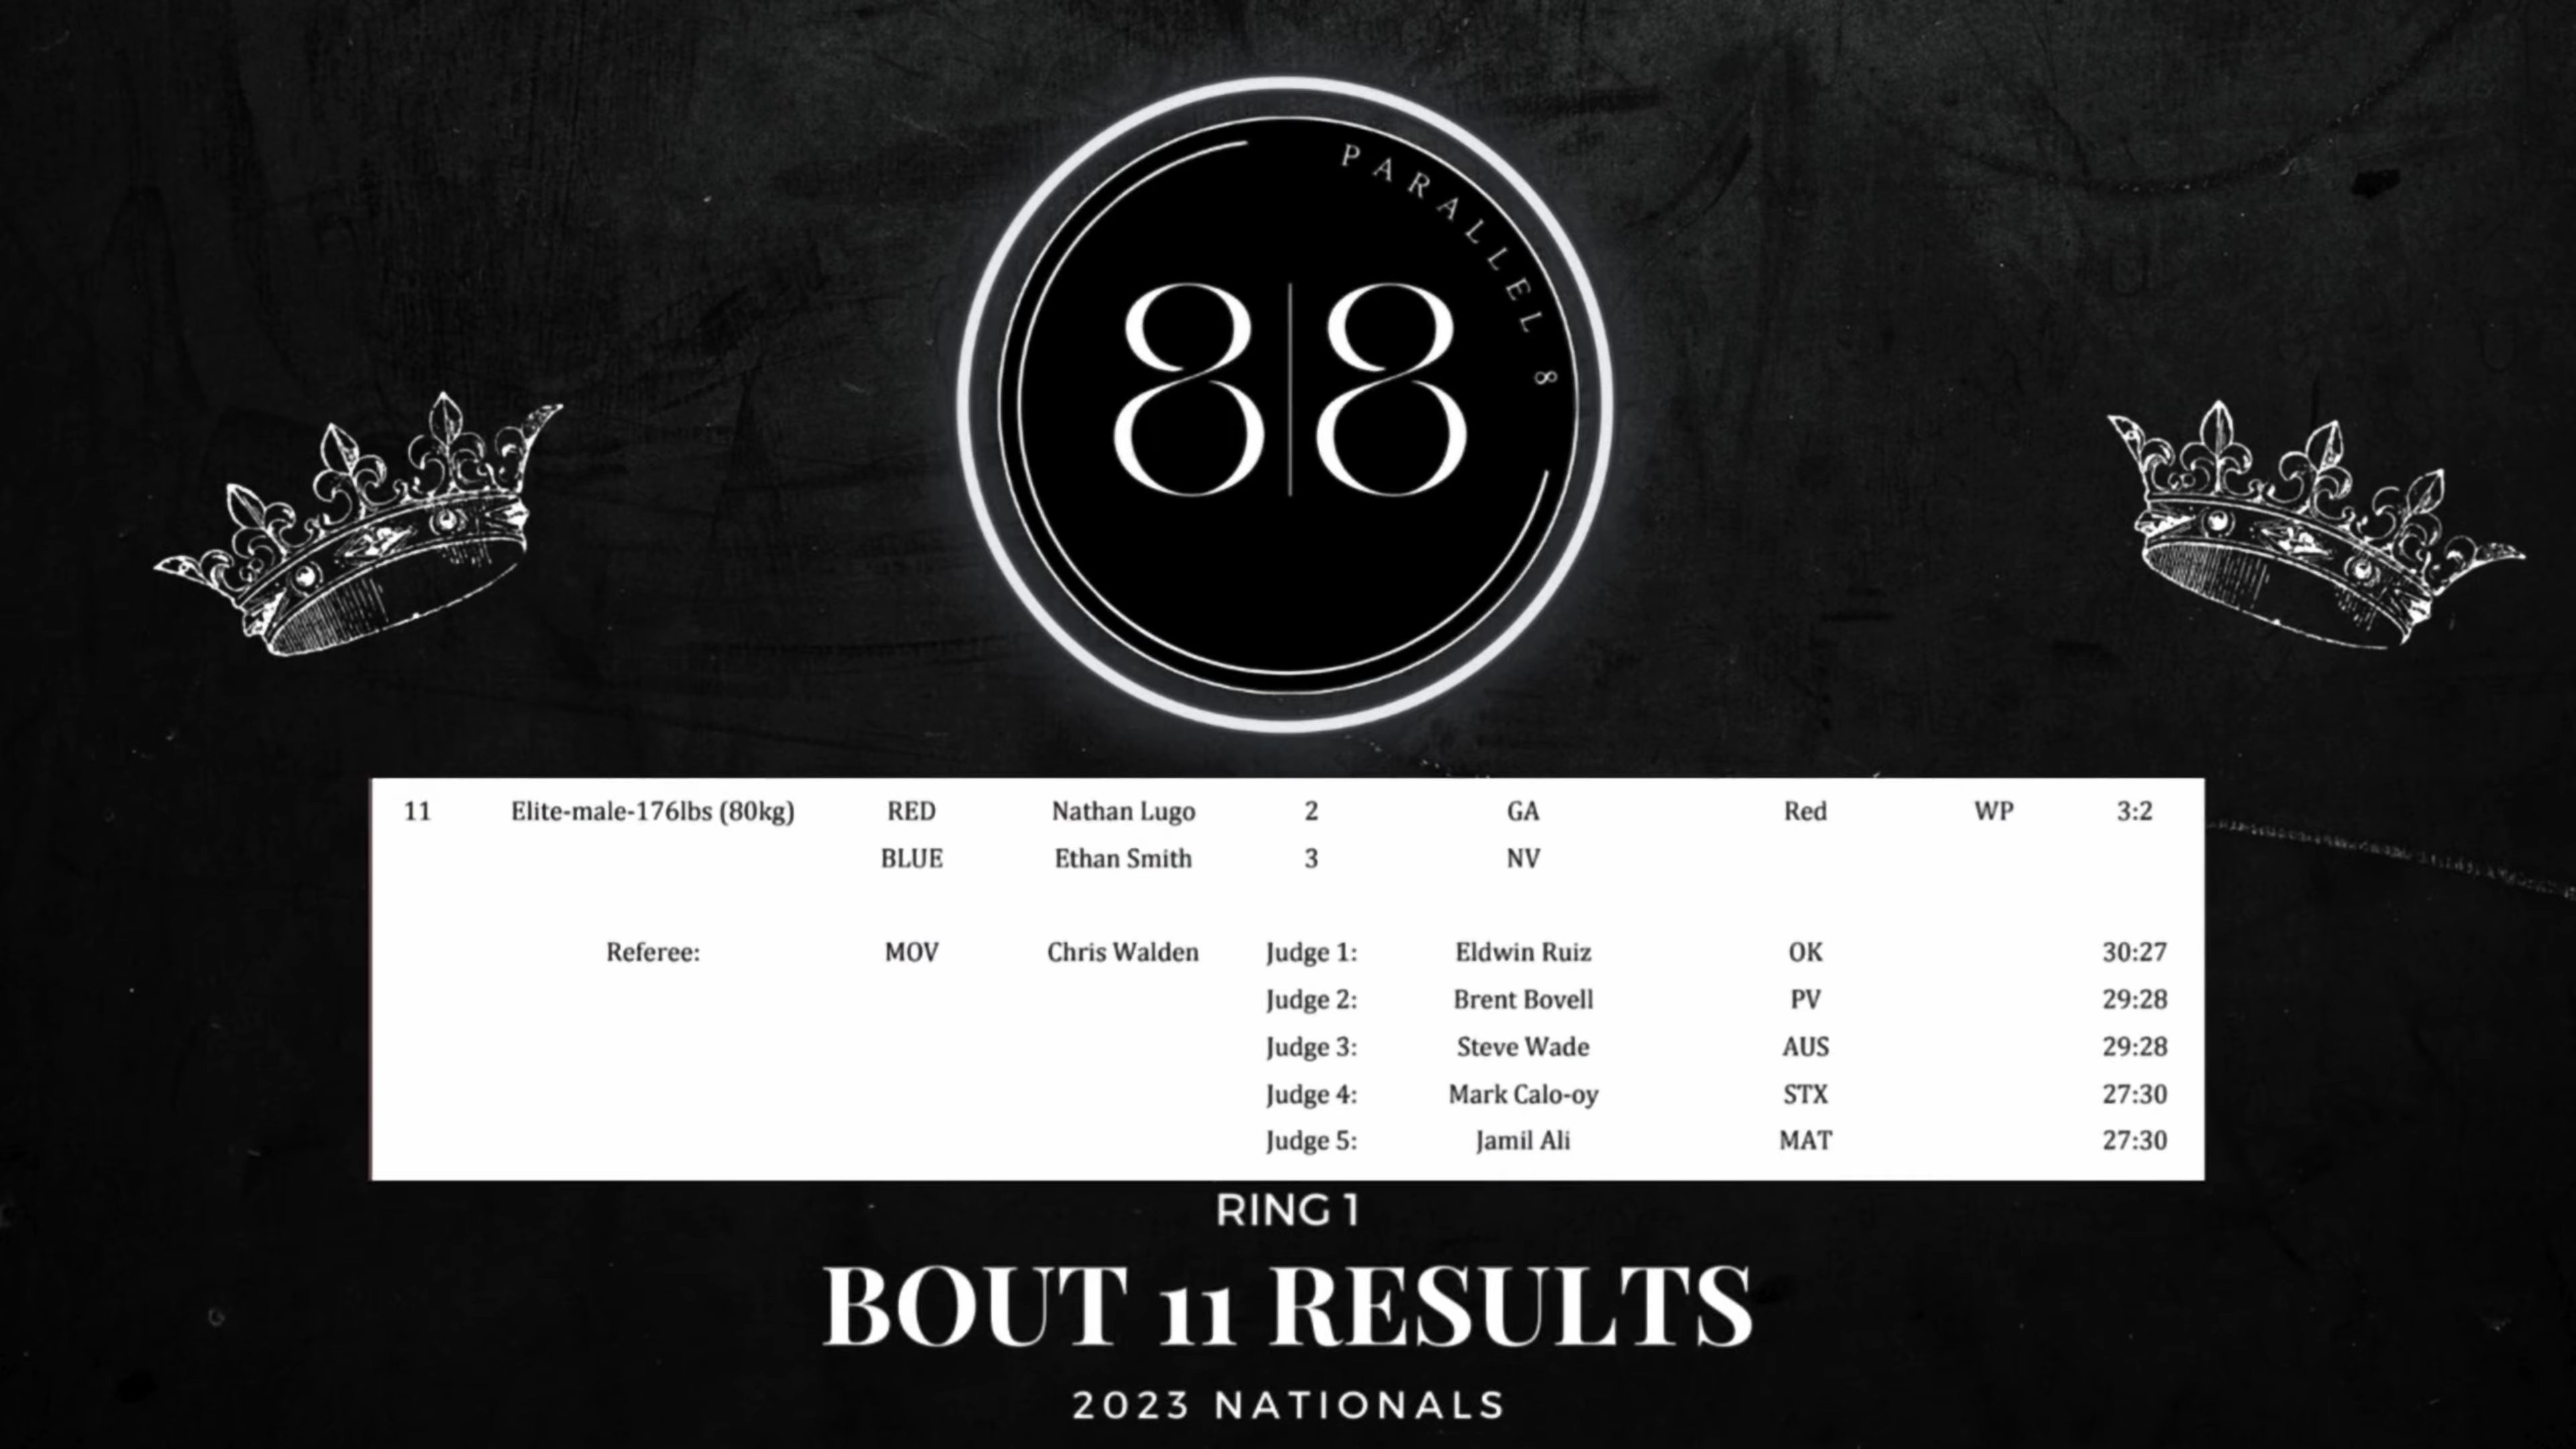 PARALLEL 8
8|8
11 Elite-male-176lbs (80kg) RED Nathan Lugo 2 GA Red WP 3:2
BLUE Ethan Smith 3 NV
Referee: MOV Chris Walden Judge 1: Eldwin Ruiz OK 30:27
Judge 2: Brent Bovell PV 29:28
Judge 3: Steve Wade AUS 29:28
Judge 4: Mark Calo-oy STX 27:30
Judge 5: Jamil Ali MAT 27:30
RING 1
BOUT 11 RESULTS
2023 NATIONALS